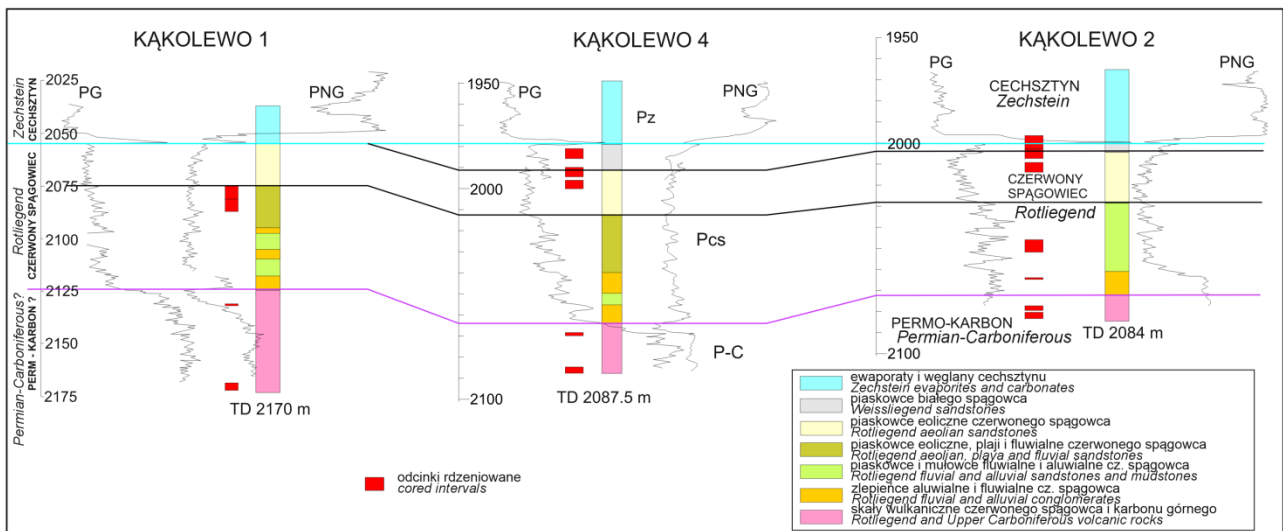 KĄKOLEWO 1
KĄKOLEWO 4
KĄKOLEWO 2
Zechstein
CECHSZTYN
Rotliegend
CZERWONY SPĄGOWIEC
Permian-Carboniferous?
PERM - KARBON ?
2025
2050
2075
2100
2125
2150
2175
PG
PNG
TD 2170 m
1950
2000
2100
PG
PNG
Pz
Pcs
P-C
TD 2087.5 m
1950
2000
2100
PG
PNG
CECHSZTYN
Zechstein
CZERWONY
SPĄGOWIEC
Rotliegend
PERMO-KARBON
Permian-Carboniferous
TD 2084 m
odcinki rdzeniowane
cored intervals
ewaporaty i węglany cechsztynu
Zechstein evaporites and carbonates
piaskowce białego spągowca
Weissliegend sandstones
piaskowce eoliczne czerwonego spągowca
Rotliegend aeolian sandstones
piaskowce eoliczne, plaji i fluwialne czerwonego spągowca
Rotliegend aeolian, playa and fluvial sandstones
piaskowce i mułowce fluwialne i aluwialne cz. spągowca
Rotliegend fluvial and alluvial sandstones and mudstones
zlepieńce aluwialne i fluwialne cz. spągowca
Rotliegend fluvial and alluvial conglomerates
skały wulkaniczne czerwonego spągowca i karbonu górnego
Rotliegend and Upper Carboniferous volcanic rocks